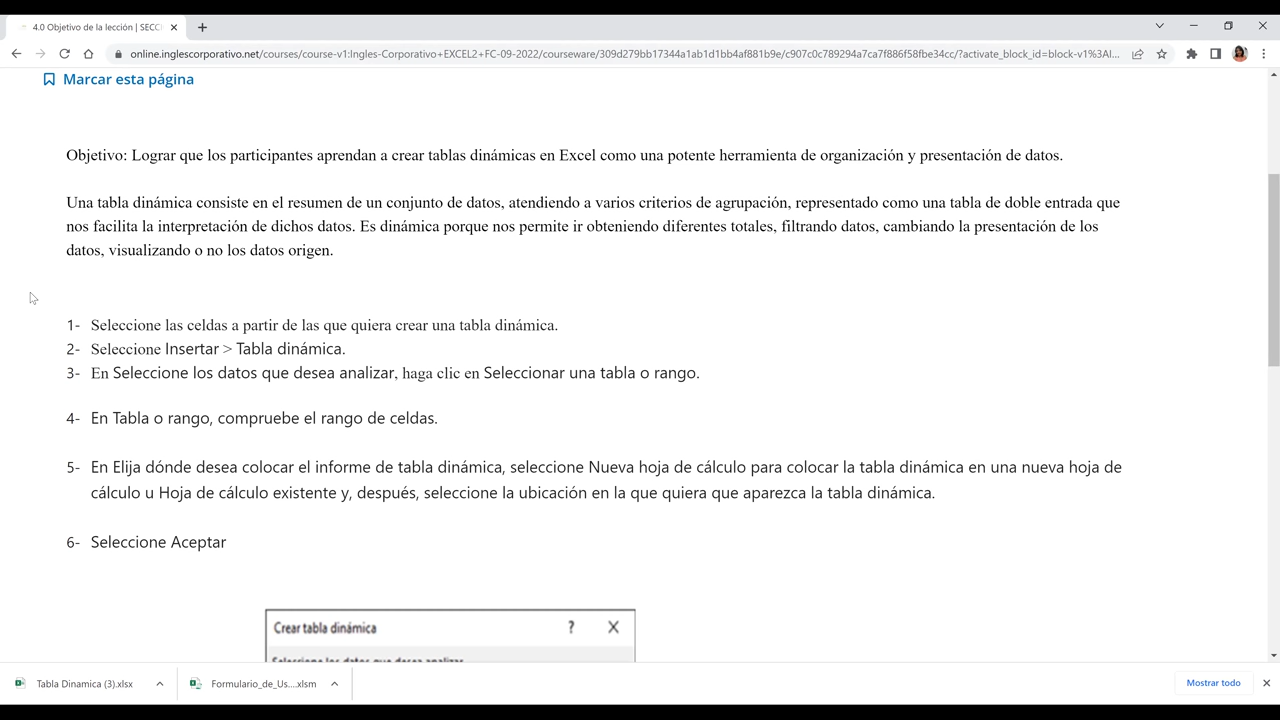 4.0 Objetivo de la lección | SECCI
online.inglescorporativo.net/courses/course-v1:Ingles-Corporativo+EXCEL2+FC-09-2022/courseware/309d279bb17344a1ab1d1bb4af881b9e/c907c0c789294a7ca7f886f58fbe34cc/?activate_block_id=block-v1%3AI...
Marcar esta página
Objetivo: Lograr que los participantes aprendan a crear tablas dinámicas en Excel como una potente herramienta de organización y presentación de datos.
Una tabla dinámica consiste en el resumen de un conjunto de datos, atendiendo a varios criterios de agrupación, representado como una tabla de doble entrada que
nos facilita la interpretación de dichos datos. Es dinámica porque nos permite ir obteniendo diferentes totales, filtrando datos, cambiando la presentación de los
datos, visualizando o no los datos origen.
1- Seleccione las celdas a partir de las que quiera crear una tabla dinámica.
2- Seleccione Insertar > Tabla dinámica.
3- En Seleccione los datos que desea analizar, haga clic en Seleccionar una tabla o rango.
4- En Tabla o rango, compruebe el rango de celdas.
5- En Elija dónde desea colocar el informe de tabla dinámica, seleccione Nueva hoja de cálculo para colocar la tabla dinámica en una nueva hoja de
cálculo u Hoja de cálculo existente y, después, seleccione la ubicación en la que quiera que aparezca la tabla dinámica.
6- Seleccione Aceptar
Crear tabla dinámica ? X
Seleccione los datos que desea analizar
Tabla Dinamica (3).xlsx
Formulario_de_Us....xlsm
Mostrar todo